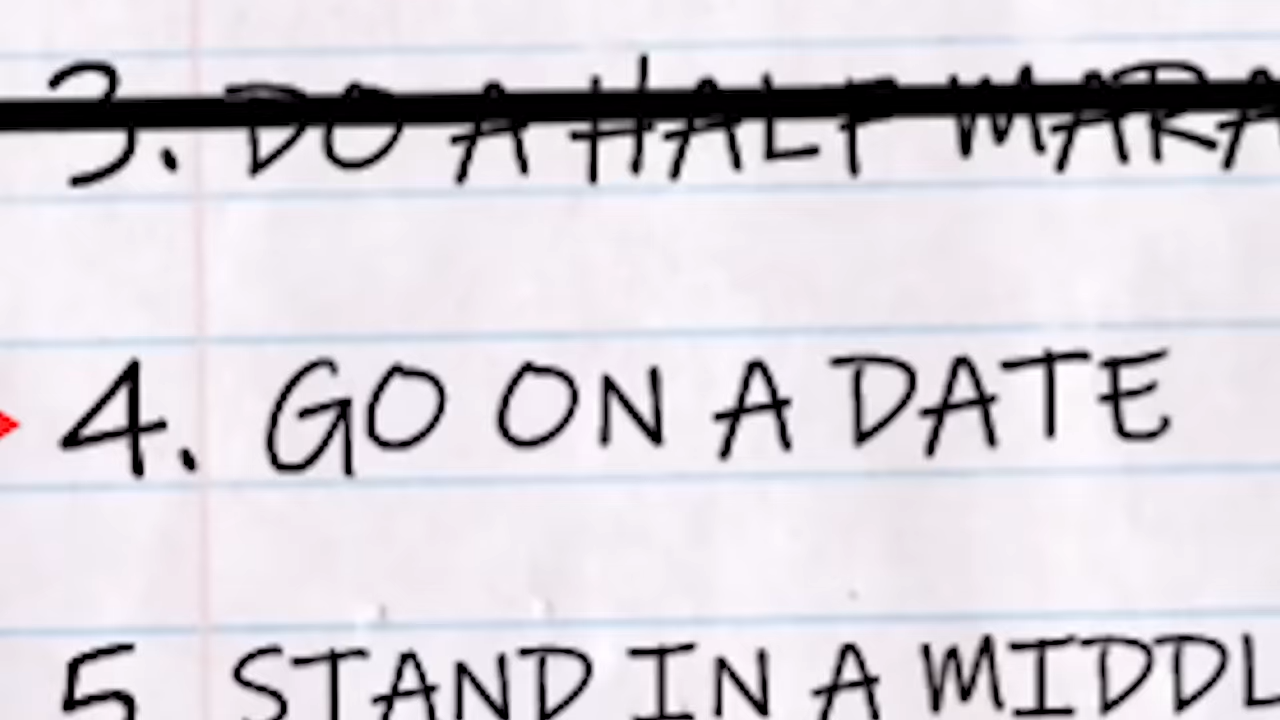 3. DO A HALF MARA
4. GO ON A DATE
5 STAND IN A MIDDL